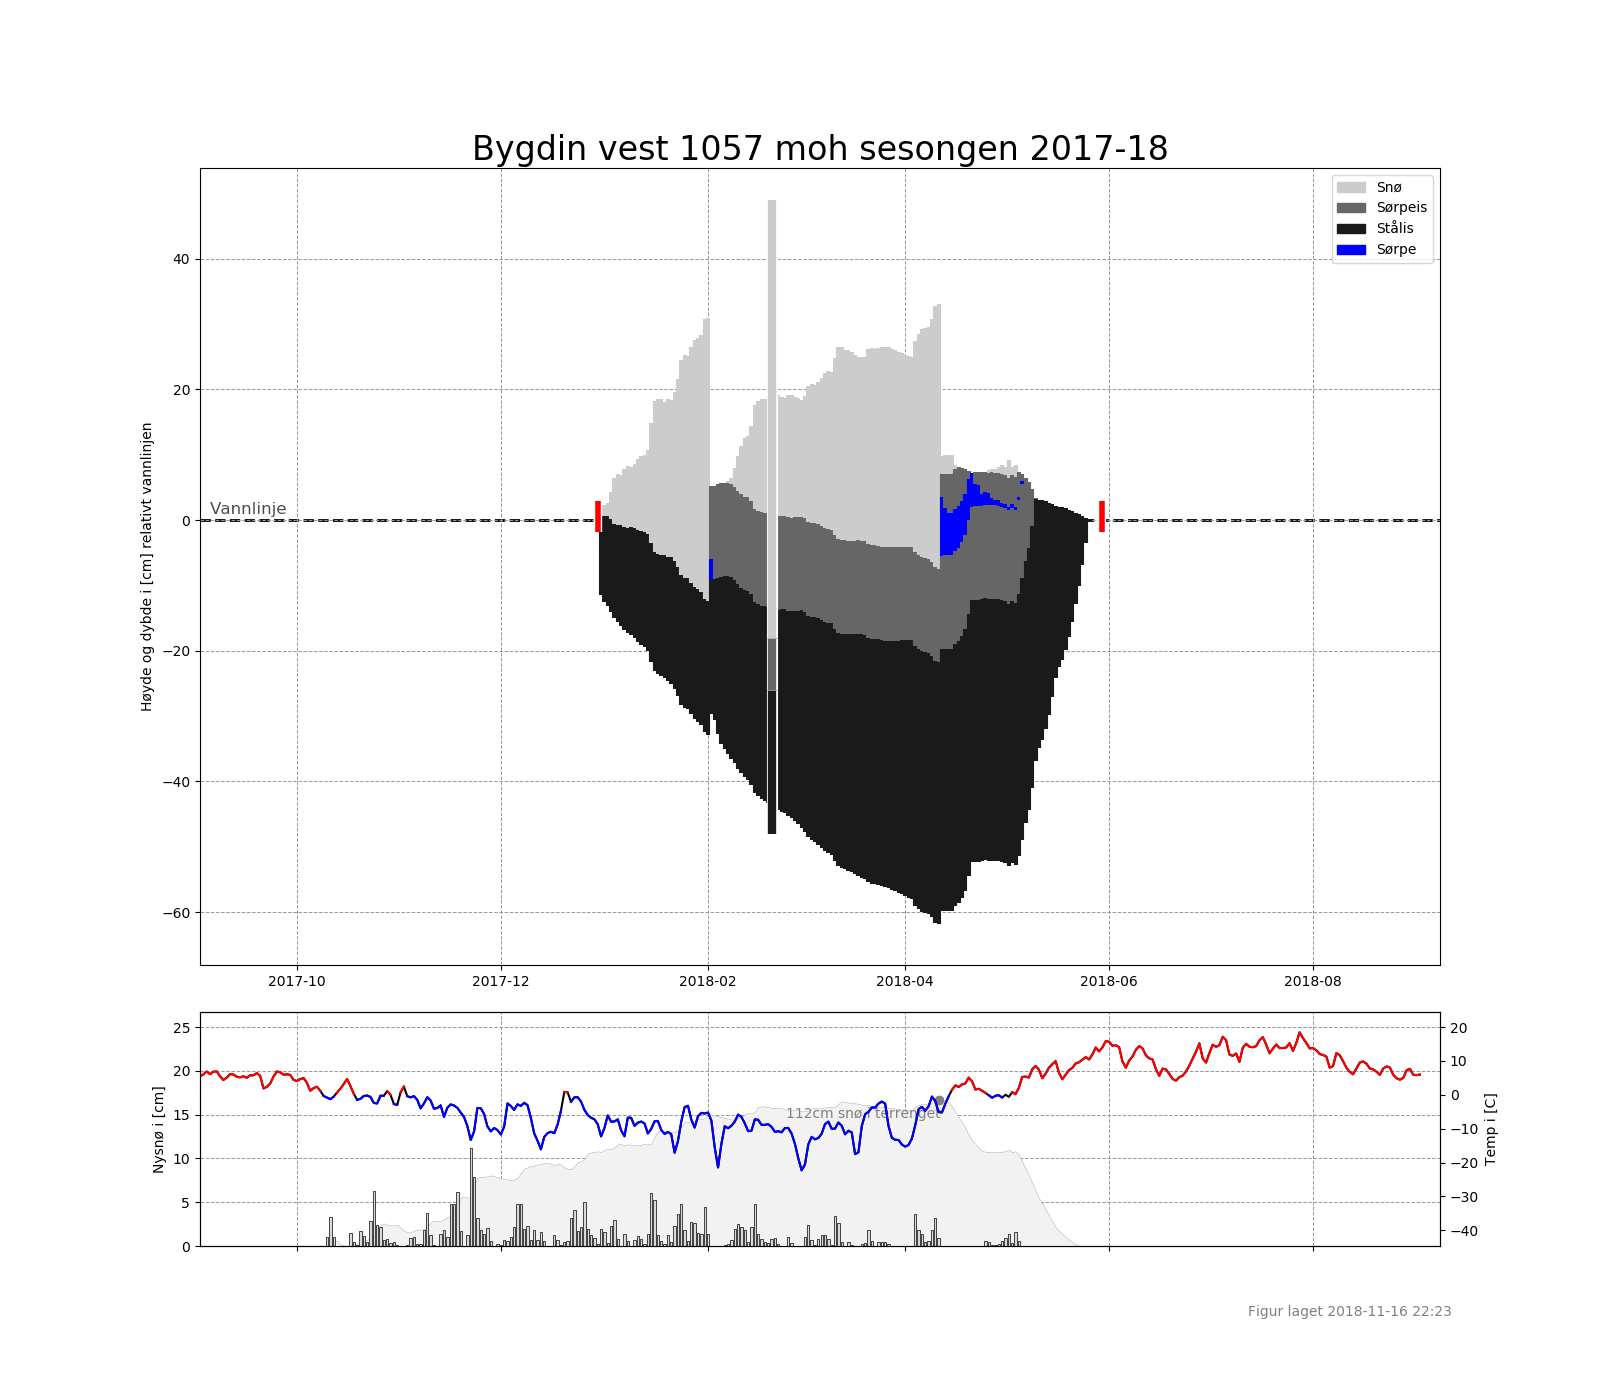 Bygdin vest 1057 moh sesongen 2017-18
Snø
Sørpeis
Stålis
Sørpe
Høyde og dybde i [cm] relativt vannlinjen
40
20
0
−20
−40
−60
Vannlinje
2017-10 2017-12 2018-02 2018-04 2018-06 2018-08
Nysnø i [cm]
25
20
15
10
5
0
112cm snø i terrenget
20
10
0
−10
−20
−30
−40
Temp i [C]
Figur laget 2018-11-16 22:23